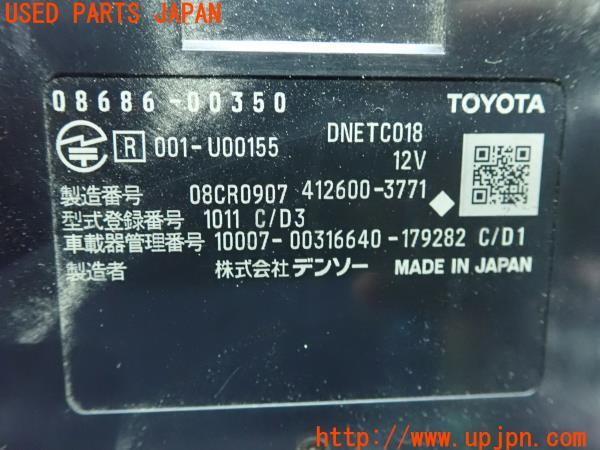 USED PARTS JAPAN
08686-00350
TOYOTA
R 001-U00155
DNETC018
12V
製造番号 08CR0907 412600-3771
型式登録番号 1011 C/D3
車載器管理番号 10007-00316640-179282 C/D1
製造者 株式会社デンソー MADE IN JAPAN
http://www.upjpn.com/